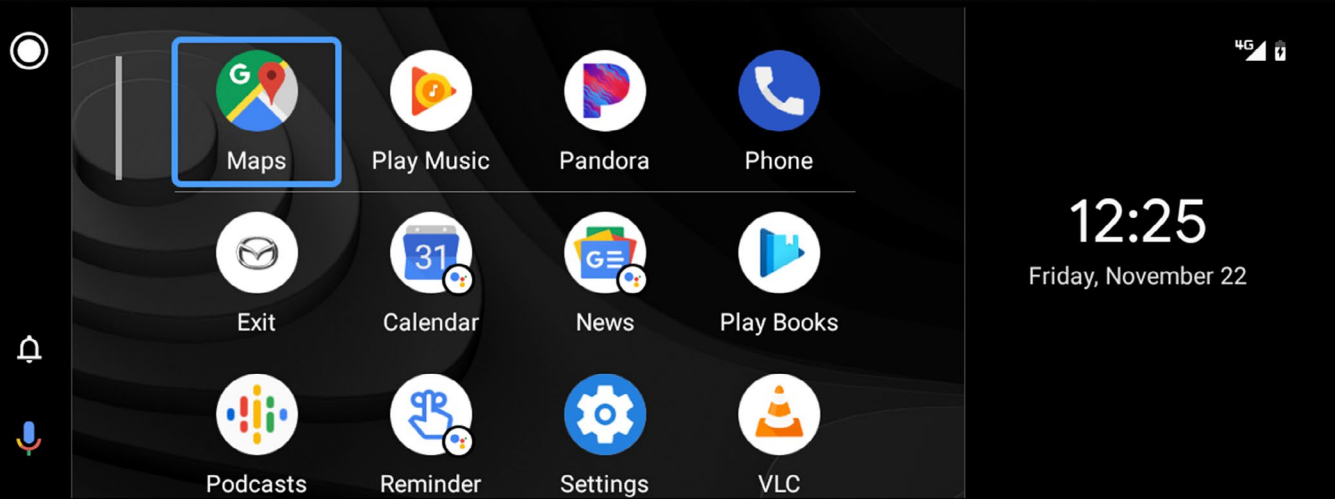 4G
G
Maps
Play Music
Pandora
Phone
12:25
Friday, November 22
31
G
Exit
Calendar
News
Play Books
Podcasts
Reminder
Settings
VLC